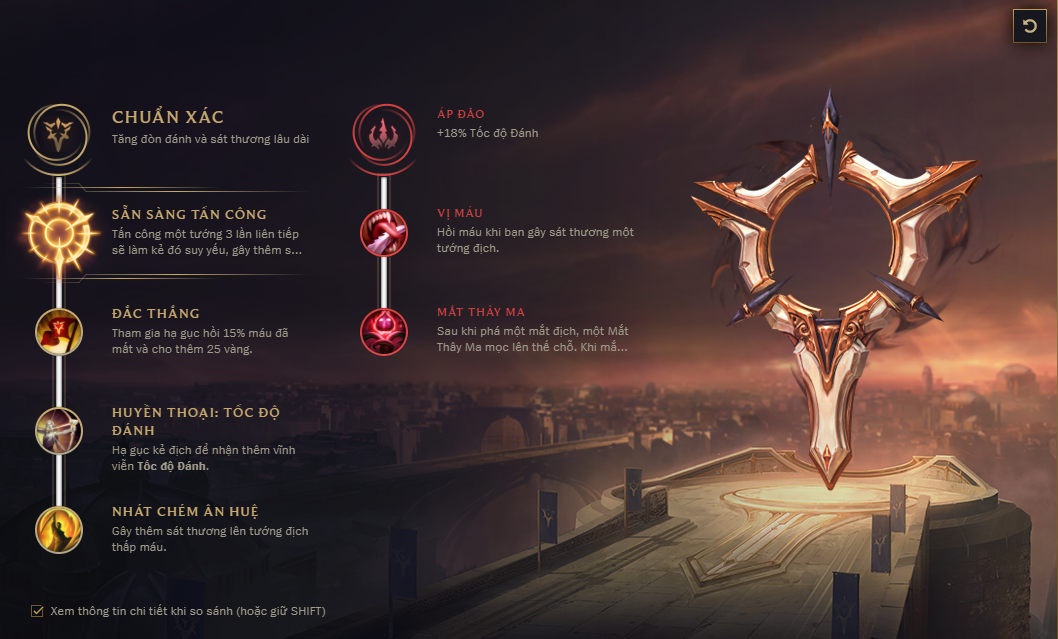 CHUẨN XÁC
Tăng đòn đánh và sát thương lâu dài
SẴN SÀNG TẤN CÔNG
Tấn công một tướng 3 lần liên tiếp
sẽ làm kẻ đó suy yếu, gây thêm s...
ĐẮC THẮNG
Tham gia hạ gục hồi 15% máu đã
mất và cho thêm 25 vàng.
HUYỀN THOẠI: TỐC ĐỘ
ĐÁNH
Hạ gục kẻ địch để nhận thêm vĩnh
viễn Tốc độ Đánh.
NHÁT CHÉM ÂN HUỆ
Gây thêm sát thương lên tướng địch
thấp máu.
ÁP ĐẢO
+18% Tốc độ Đánh
VỊ MÁU
Hồi máu khi bạn gây sát thương một
tướng địch.
MẮT THÂY MA
Sau khi phá một mắt địch, một Mắt
Thây Ma mọc lên thế chỗ. Khi mắ...
Xem thông tin chi tiết khi so sánh (hoặc giữ SHIFT)